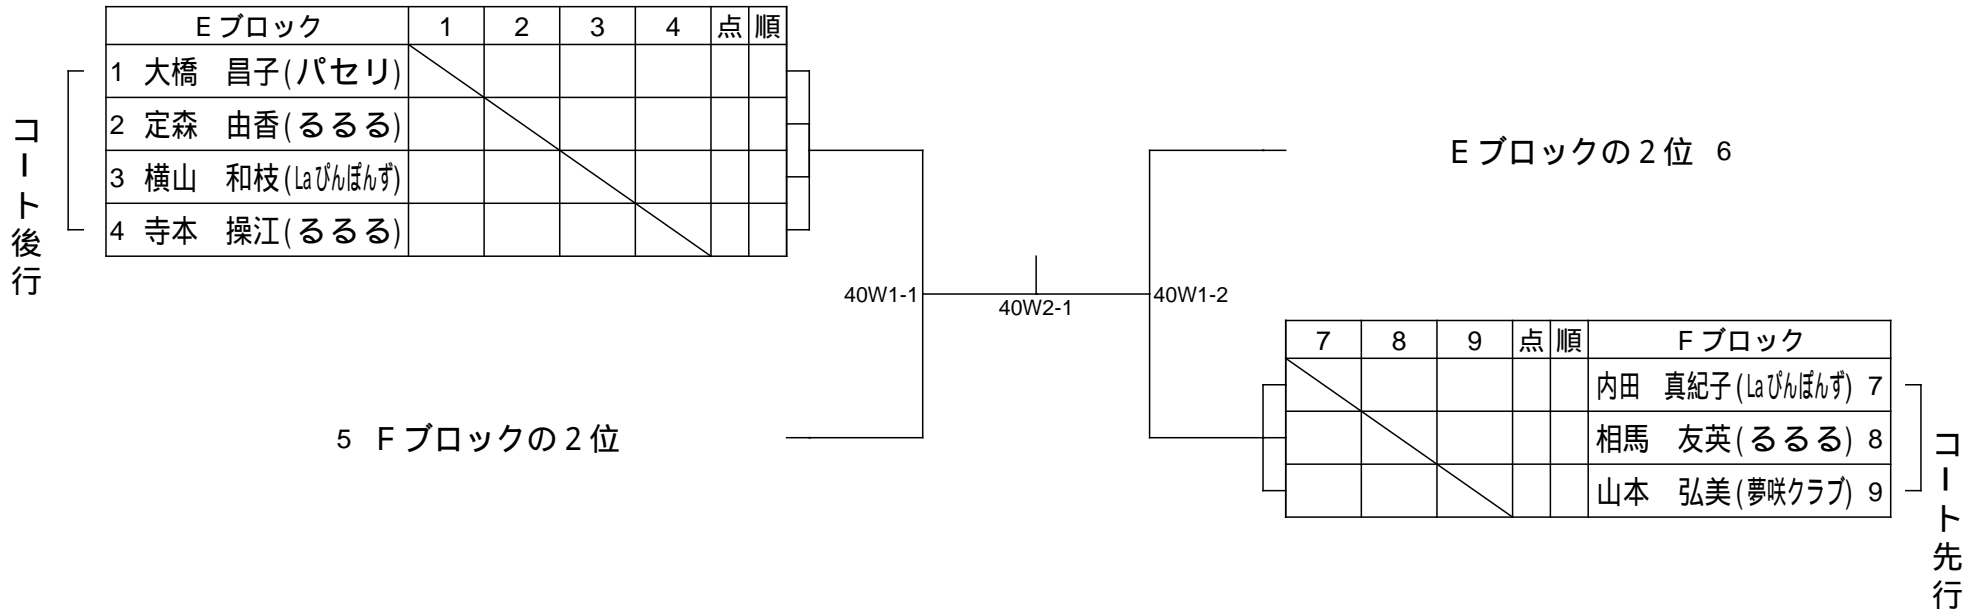 Eブロック 1 2 3 4 点 順
1 大橋　昌子(パセリ)
2 定森　由香(るるる)
3 横山　和枝(Laぴんぽんず)
4 寺本　操江(るるる)
コート後行
Eブロックの2位 6
40W1-1
40W2-1
40W1-2
5 Fブロックの2位
7 8 9 点 順 Fブロック
内田　真紀子(Laぴんぽんず) 7
相馬　友英(るるる) 8
山本　弘美(夢咲クラブ) 9
コート先行